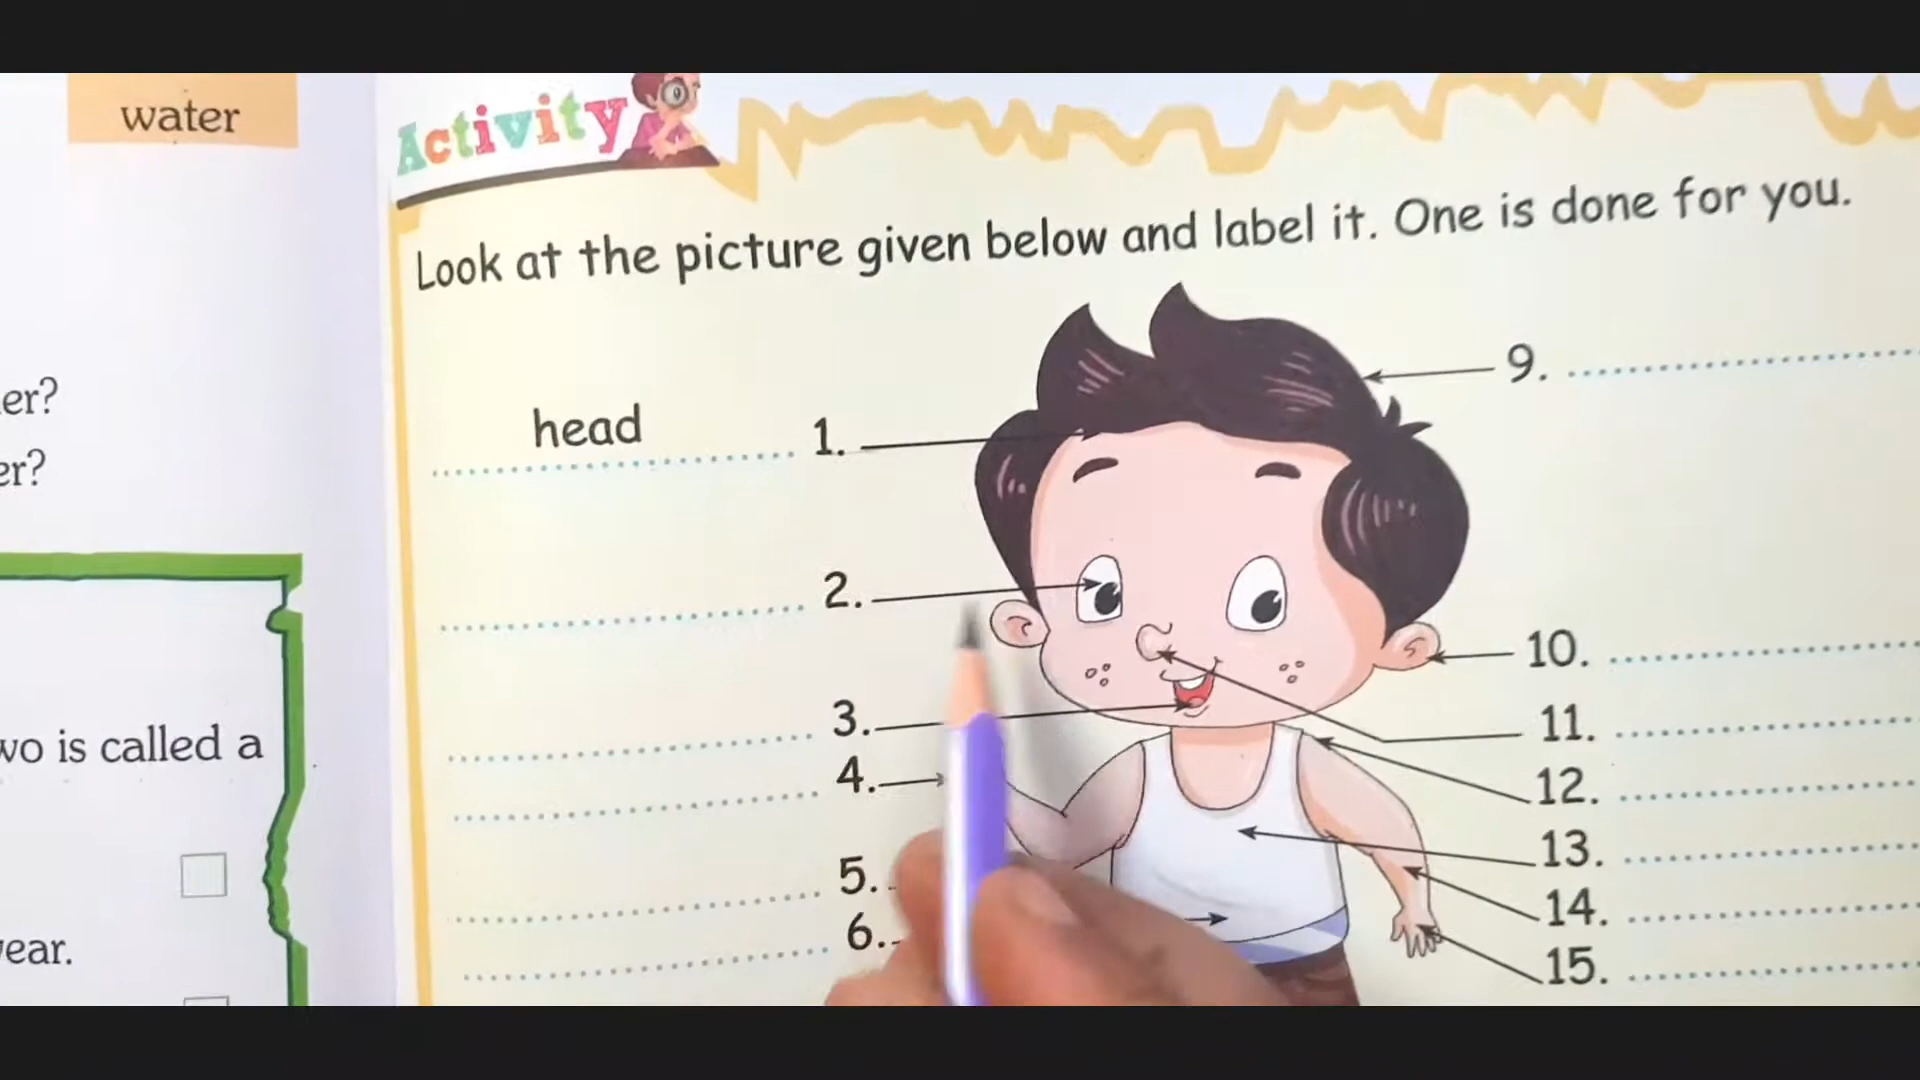 water
Activity
Look at the picture given below and label it. One is done for you.
er?
er?
wo is called a
ear.
head 1.
2.
3.
4.
5.
6.
9.
10.
11.
12.
13.
14.
15.